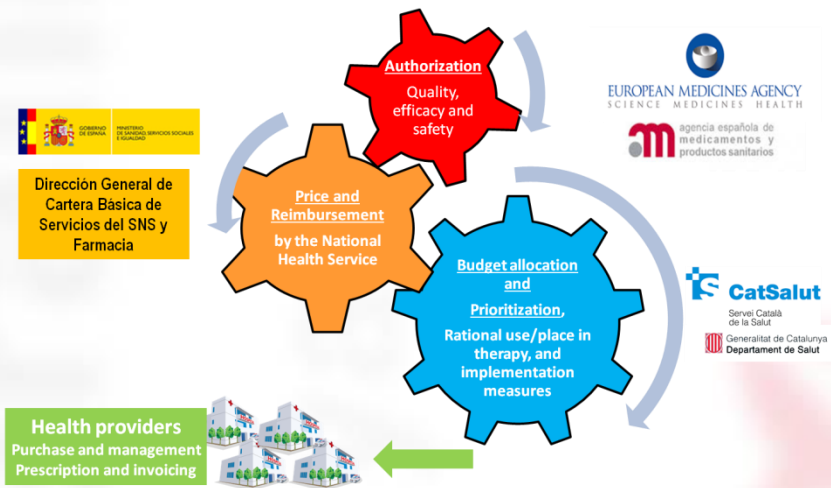 Authorization
Quality,
efficacy and
safety
EUROPEAN MEDICINES AGENCY
SCIENCE MEDICINES HEALTH
am agencia española de
medicamentos y
productos sanitarios
GOBIERNO
DE ESPAÑA
MINISTERIO
DE SANIDAD, SERVICIOS SOCIALES
E IGUALDAD
Dirección General de
Cartera Básica de
Servicios del SNS y
Farmacia
Price and
Reimbursement
by the National
Health Service
Budget allocation
and
Prioritization,
Rational use/place in
therapy, and
implementation
measures
CatSalut
Servei Català
de la Salut
Generalitat de Catalunya
Departament de Salut
Health providers
Purchase and management
Prescription and invoicing